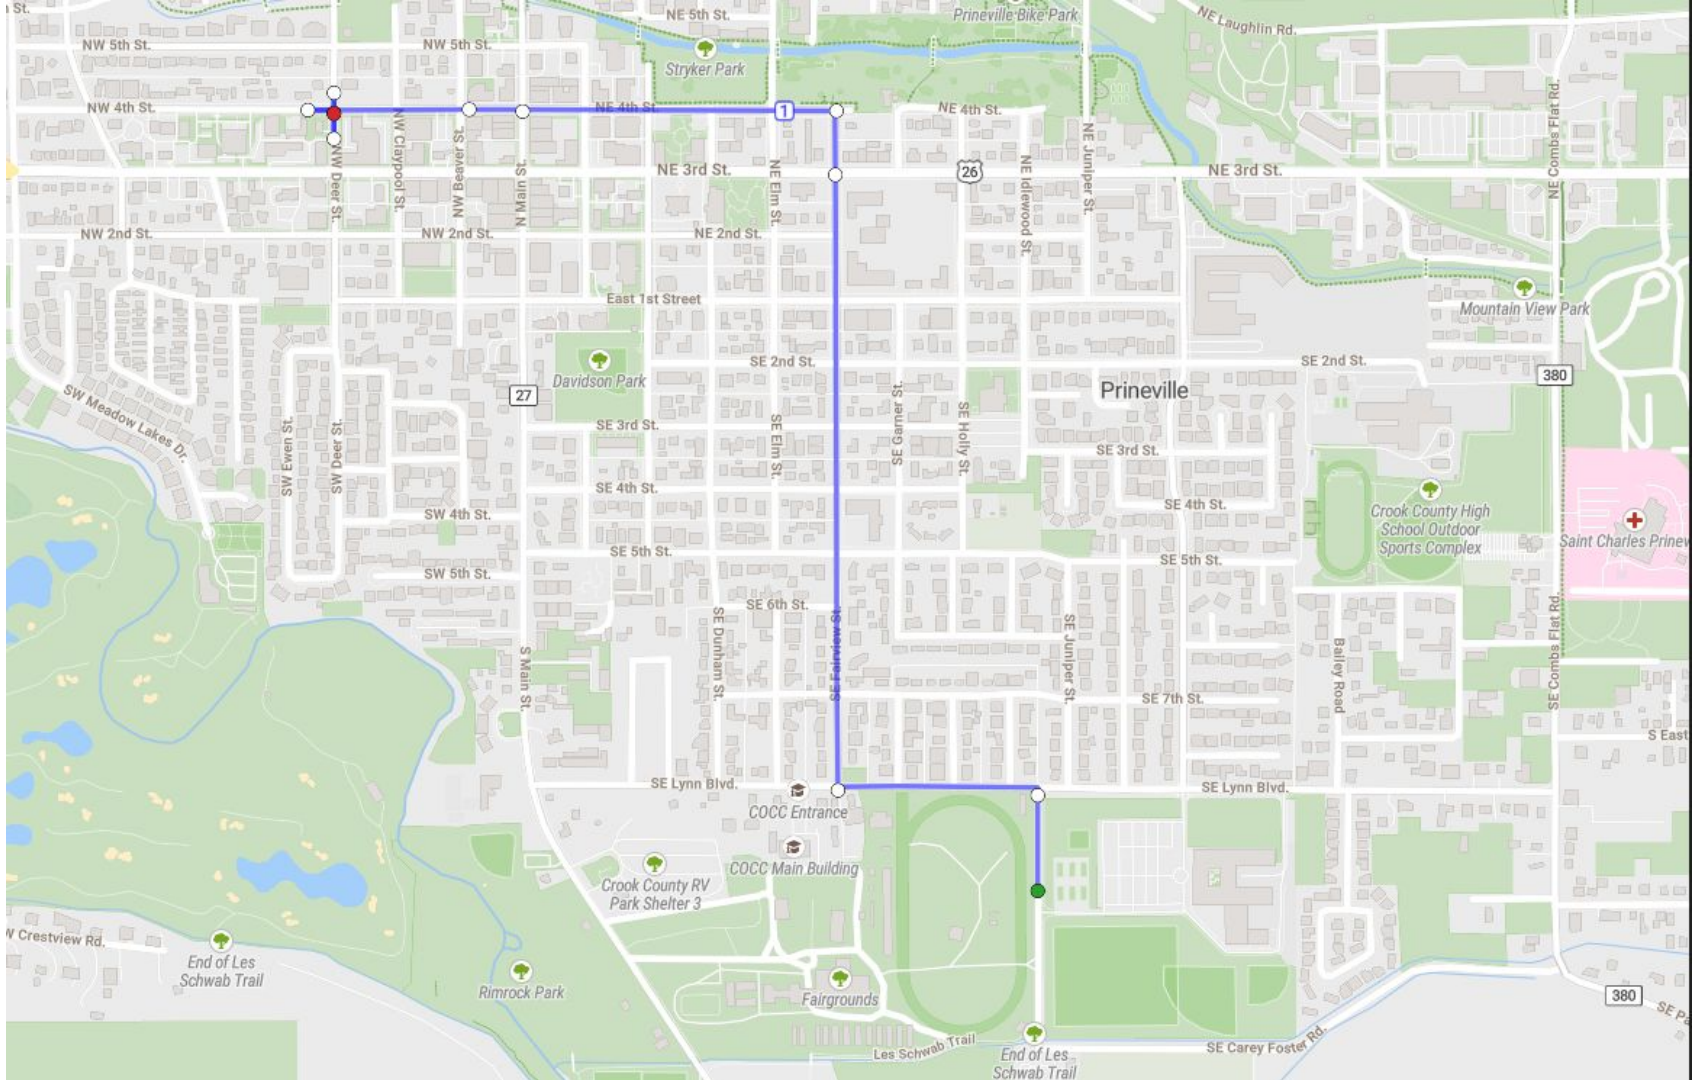 St.
NE 5th St.
Prineville Bike Park
NE Laughlin Rd.
NW 5th St.
NW 5th St.
Stryker Park
NW 4th St.
NE 4th St.
1
NE 4th St.
NW Deer St.
NW Claypool St.
NW Beaver St.
N Main St.
NE Elm St.
NE 3rd St.
26
NE Idlewood St.
NE Juniper St.
NE 3rd St.
NE Combs Flat Rd.
NW 2nd St.
NW 2nd St.
NE 2nd St.
East 1st Street
Mountain View Park
SE 2nd St.
SE 2nd St.
Davidson Park
27
Prineville
380
SW Meadow Lakes Dr.
SW Ewen St.
SW Deer St.
SE 3rd St.
SE Elm St.
SE Garner St.
SE Holly St.
SE 3rd St.
SE 4th St.
SW 4th St.
SE 4th St.
Crook County High
School Outdoor
Sports Complex
Saint Charles Prinev
SE 5th St.
SE 5th St.
SW 5th St.
SE 6th St.
SE Dunham St.
SE Fairview St.
SE Juniper St.
Bailey Road
SE Combs Flat Rd.
S Main St.
SE 7th St.
S East
SE Lynn Blvd.
SE Lynn Blvd.
COCC Entrance
COCC Main Building
Crook County RV
Park Shelter 3
W Crestview Rd.
End of Les
Schwab Trail
Rimrock Park
Fairgrounds
380
SE Pa
Les Schwab Trail
End of Les
Schwab Trail
SE Carey Foster Rd.